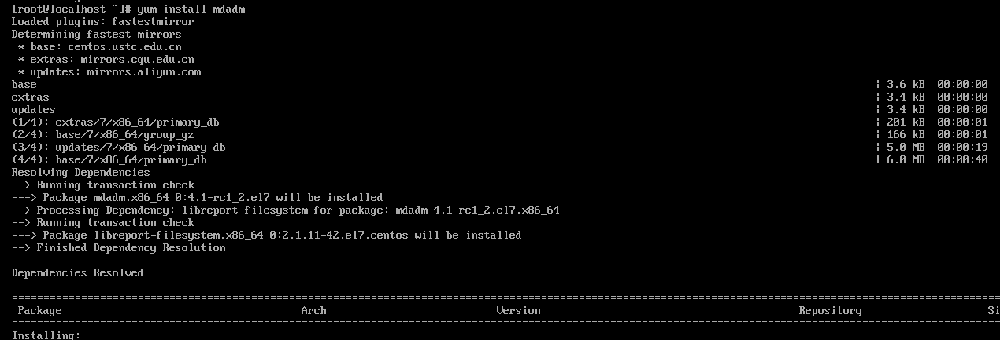 [root@localhost ~]# yum install mdadm
Loaded plugins: fastestmirror
Determining fastest mirrors
 * base: centos.ustc.edu.cn
 * extras: mirrors.cqu.edu.cn
 * updates: mirrors.aliyun.com
base | 3.6 kB 00:00:00
extras | 3.4 kB 00:00:00
updates | 3.4 kB 00:00:00
(1/4): extras/7/x86_64/primary_db | 201 kB 00:00:01
(2/4): base/7/x86_64/group_gz | 166 kB 00:00:01
(3/4): updates/7/x86_64/primary_db | 5.0 MB 00:00:19
(4/4): base/7/x86_64/primary_db | 6.0 MB 00:00:40
Resolving Dependencies
--> Running transaction check
---> Package mdadm.x86_64 0:4.1-rc1_2.el7 will be installed
--> Processing Dependency: libreport-filesystem for package: mdadm-4.1-rc1_2.el7.x86_64
--> Running transaction check
---> Package libreport-filesystem.x86_64 0:2.1.11-42.el7.centos will be installed
--> Finished Dependency Resolution
Dependencies Resolved
Package Arch Version Repository Si
Installing: